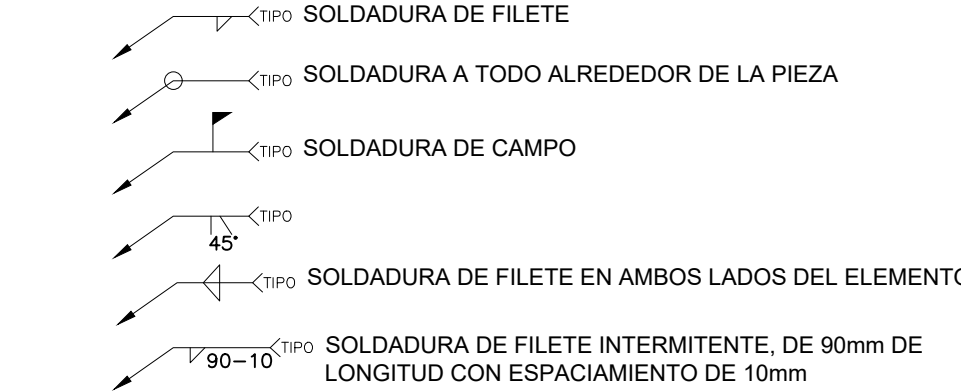 TIPO SOLDADURA DE FILETE
TIPO SOLDADURA A TODO ALREDEDOR DE LA PIEZA
TIPO SOLDADURA DE CAMPO
TIPO
45°
TIPO SOLDADURA DE FILETE EN AMBOS LADOS DEL ELEMENTO
TIPO SOLDADURA DE FILETE INTERMITENTE, DE 90mm DE
90-10
LONGITUD CON ESPACIAMIENTO DE 10mm